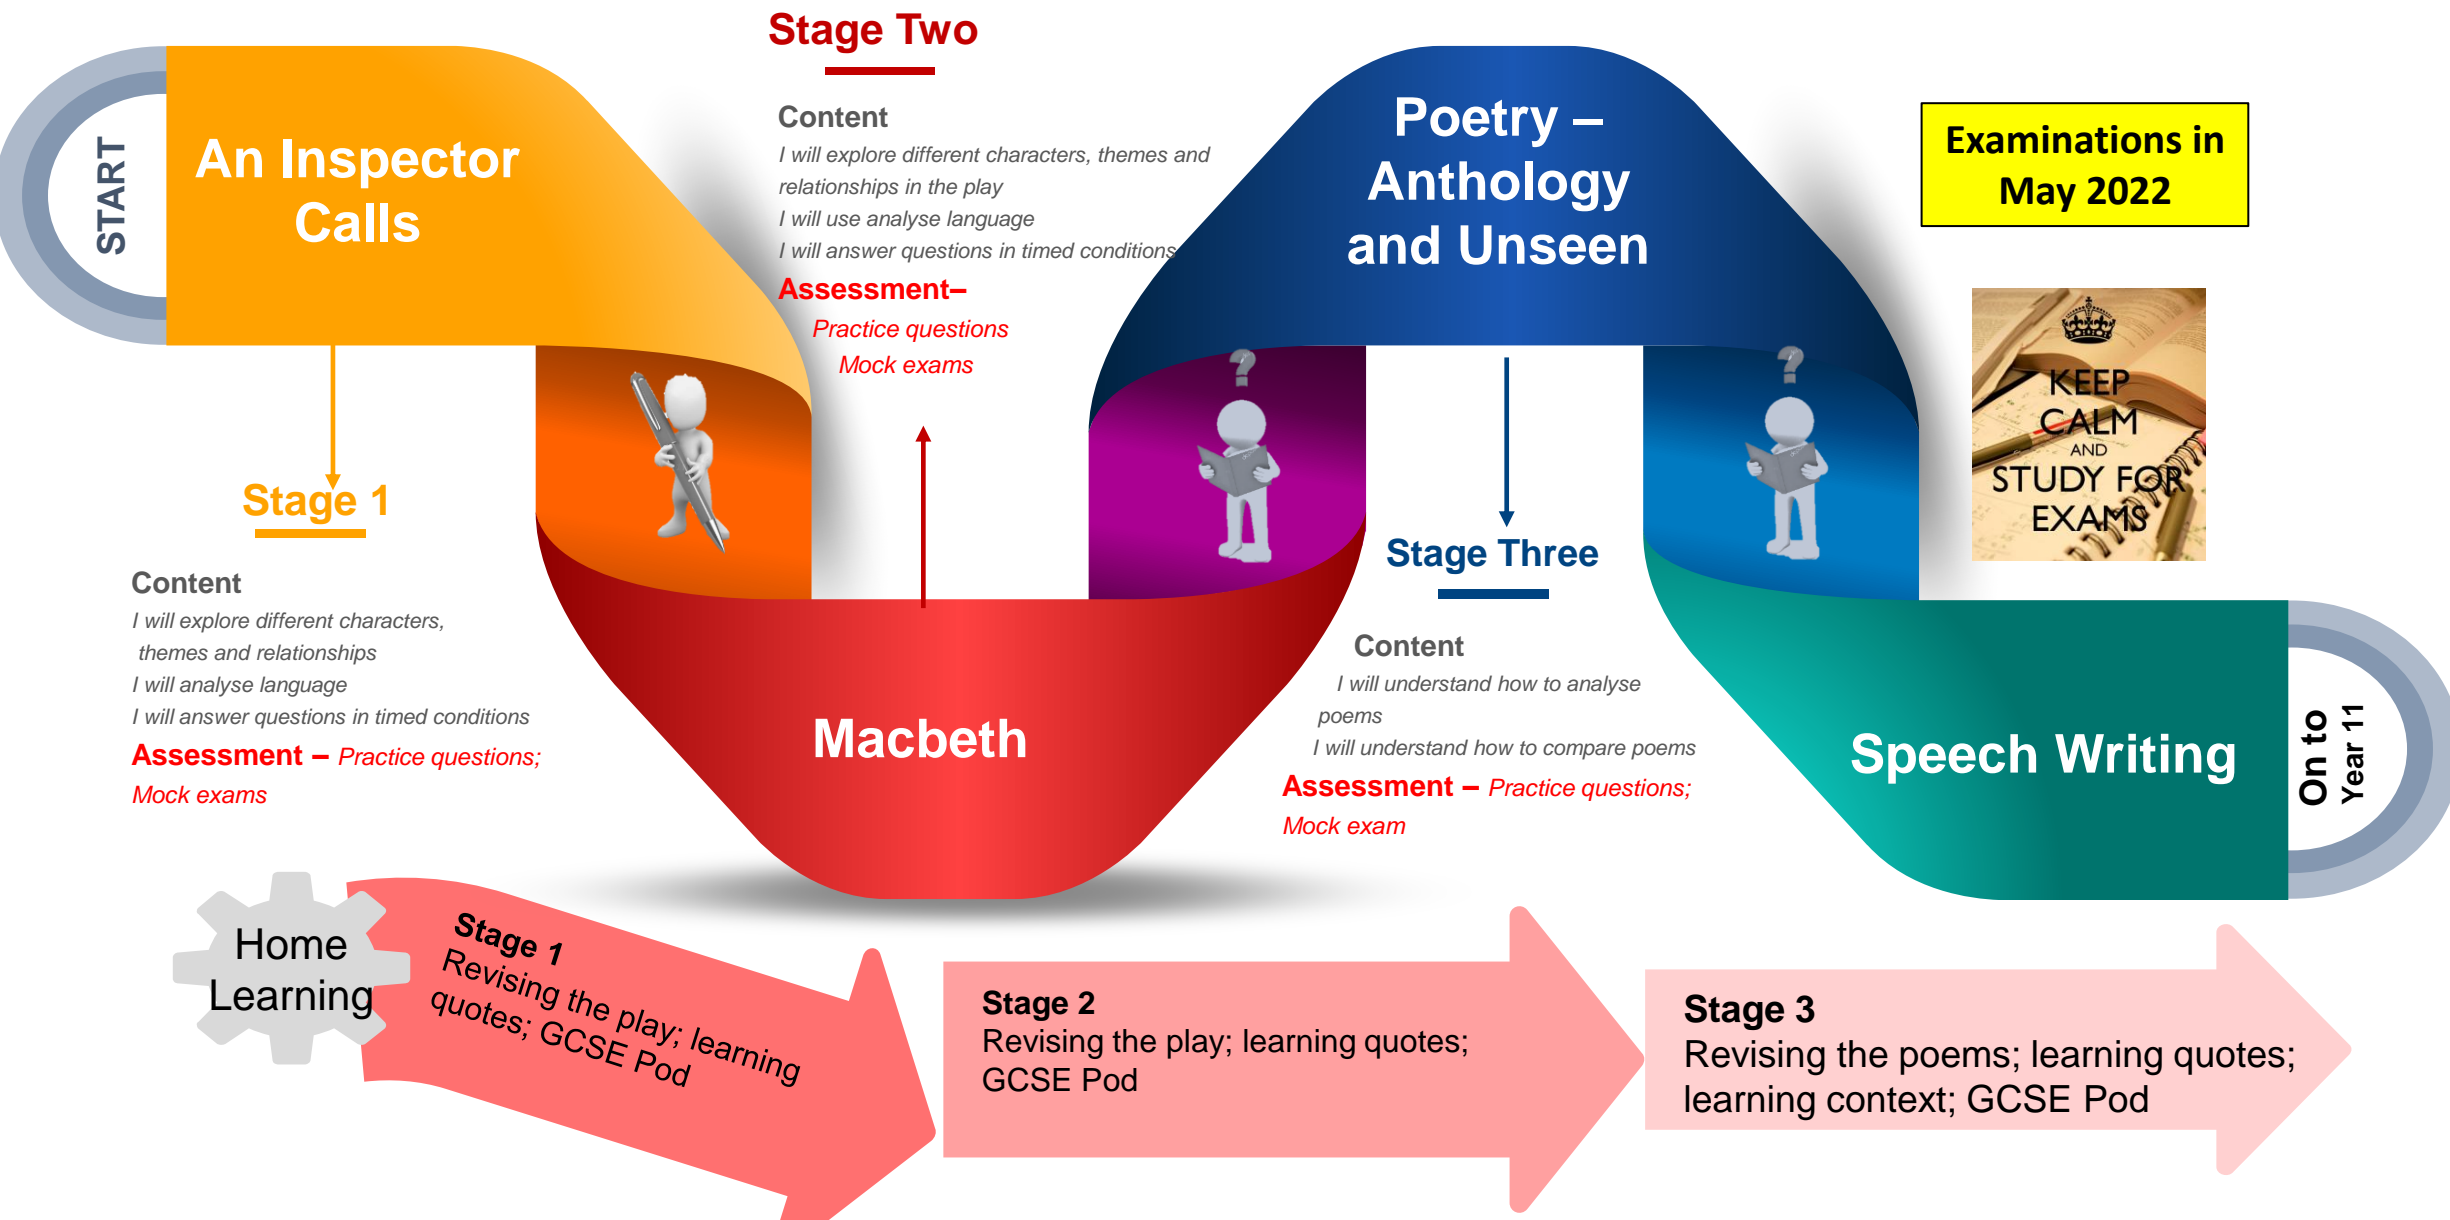 START
An Inspector
Calls
Stage 1
Content
I will explore different characters,
themes and relationships
I will analyse language
I will answer questions in timed conditions
Assessment – Practice questions;
Mock exams
Stage Two
Content
I will explore different characters, themes and
relationships in the play
I will use analyse language
I will answer questions in timed conditions
Assessment–
Practice questions
Mock exams
Macbeth
Poetry –
Anthology
and Unseen
Stage Three
Content
I will understand how to analyse
poems
I will understand how to compare poems
Assessment – Practice questions;
Mock exam
Examinations in
May 2022
KEEP
CALM
AND
STUDY FOR
EXAMS
Speech Writing
On to
Year 11
Home
Learning
Stage 1
Revising the play; learning
quotes; GCSE Pod
Stage 2
Revising the play; learning quotes;
GCSE Pod
Stage 3
Revising the poems; learning quotes;
learning context; GCSE Pod